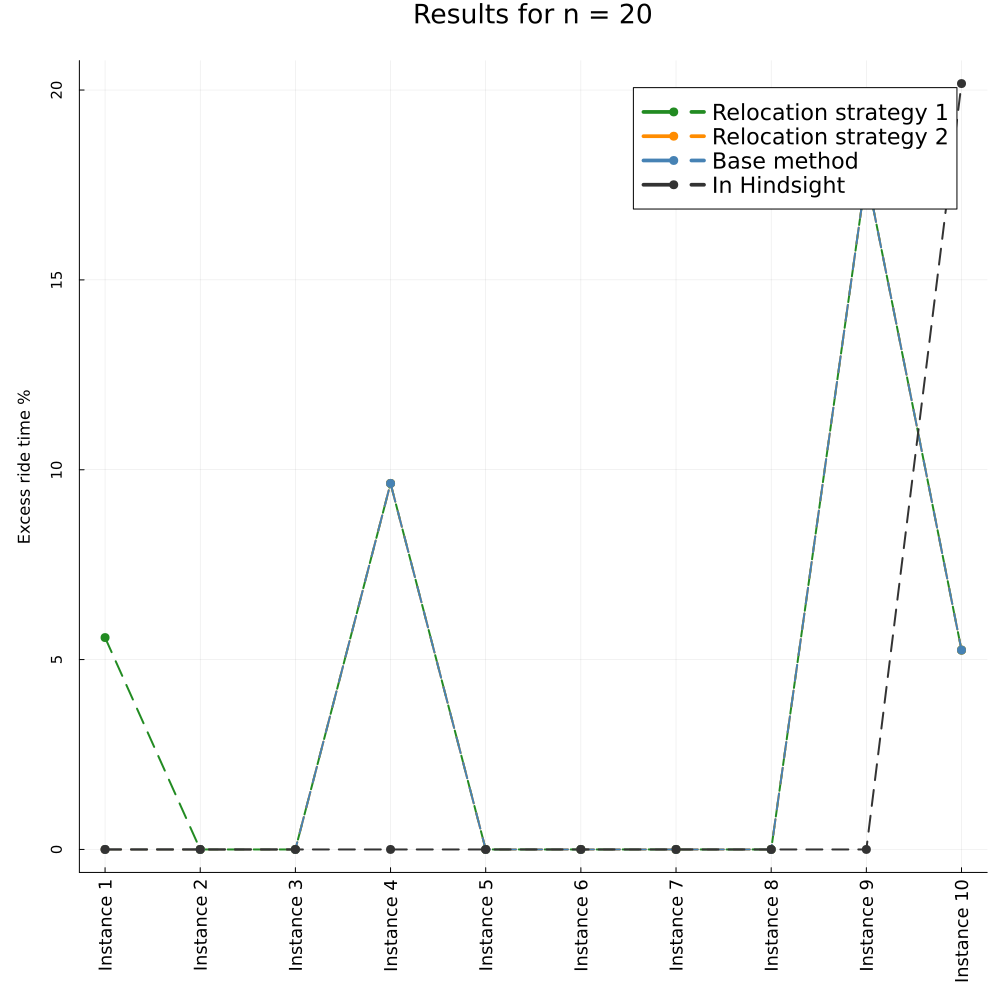 Results for n = 20
20
15
10
5
0
Excess ride time %
Relocation strategy 1
Relocation strategy 2
Base method
In Hindsight
Instance 1
Instance 2
Instance 3
Instance 4
Instance 5
Instance 6
Instance 7
Instance 8
Instance 9
Instance 10